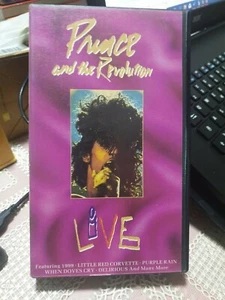 Prince
and the Revolution
LIVE
Featuring 1999 · LITTLE RED CORVETTE · PURPLE RAIN
WHEN DOVES CRY · DELIRIOUS And Many More